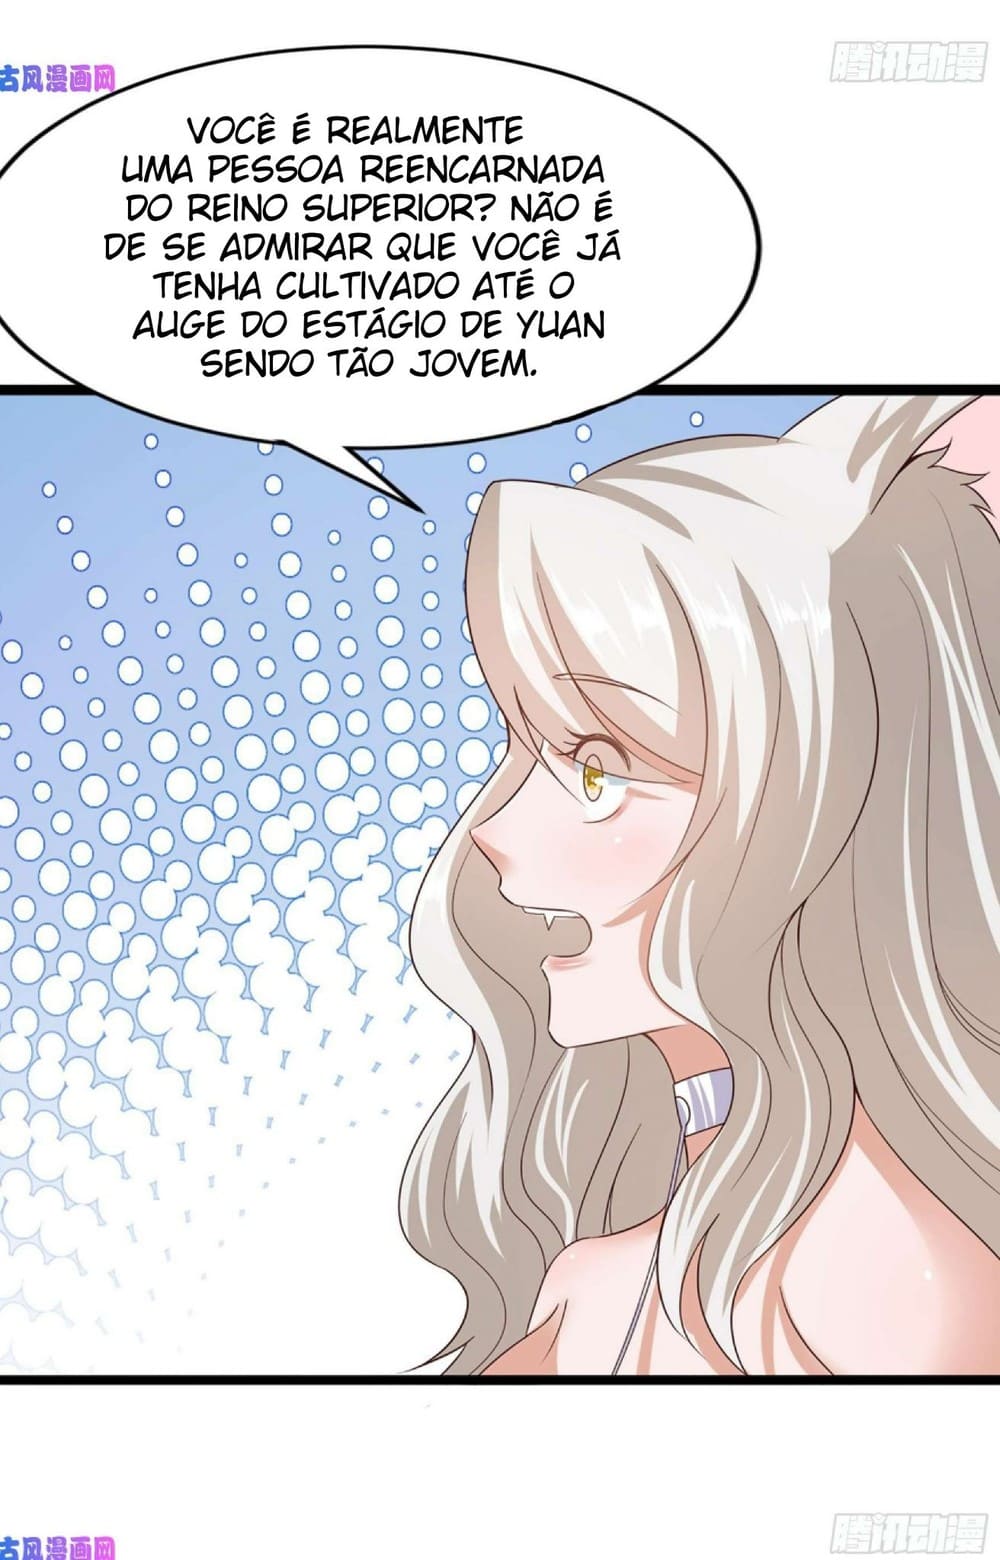 古风漫画网
腾讯动漫
VOCÊ É REALMENTE
UMA PESSOA REENCARNADA
DO REINO SUPERIOR? NÃO É
DE SE ADMIRAR QUE VOCÊ JÁ
TENHA CULTIVADO ATÉ O
AUGE DO ESTÁGIO DE YUAN
SENDO TÃO JOVEM.
古风漫画网
腾讯动漫